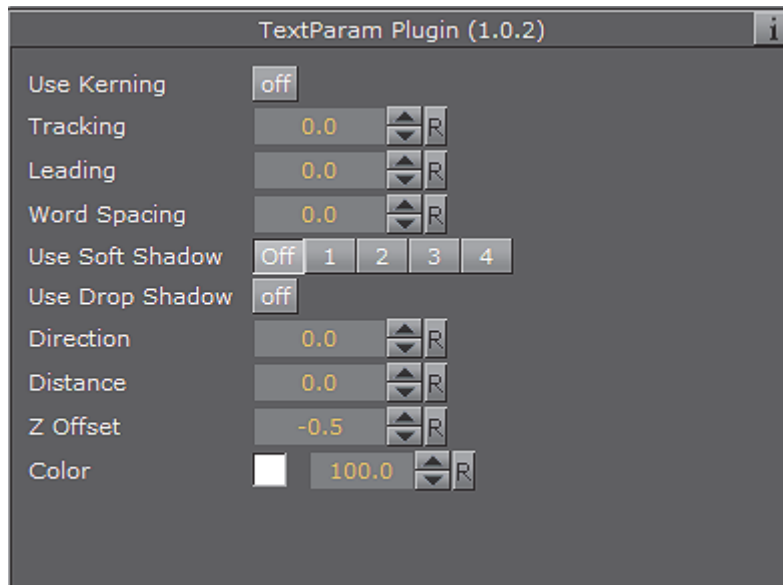 TextParam Plugin (1.0.2) i
Use Kerning off
Tracking 0.0 R
Leading 0.0 R
Word Spacing 0.0 R
Use Soft Shadow Off 1 2 3 4
Use Drop Shadow off
Direction 0.0 R
Distance 0.0 R
Z Offset -0.5 R
Color 100.0 R